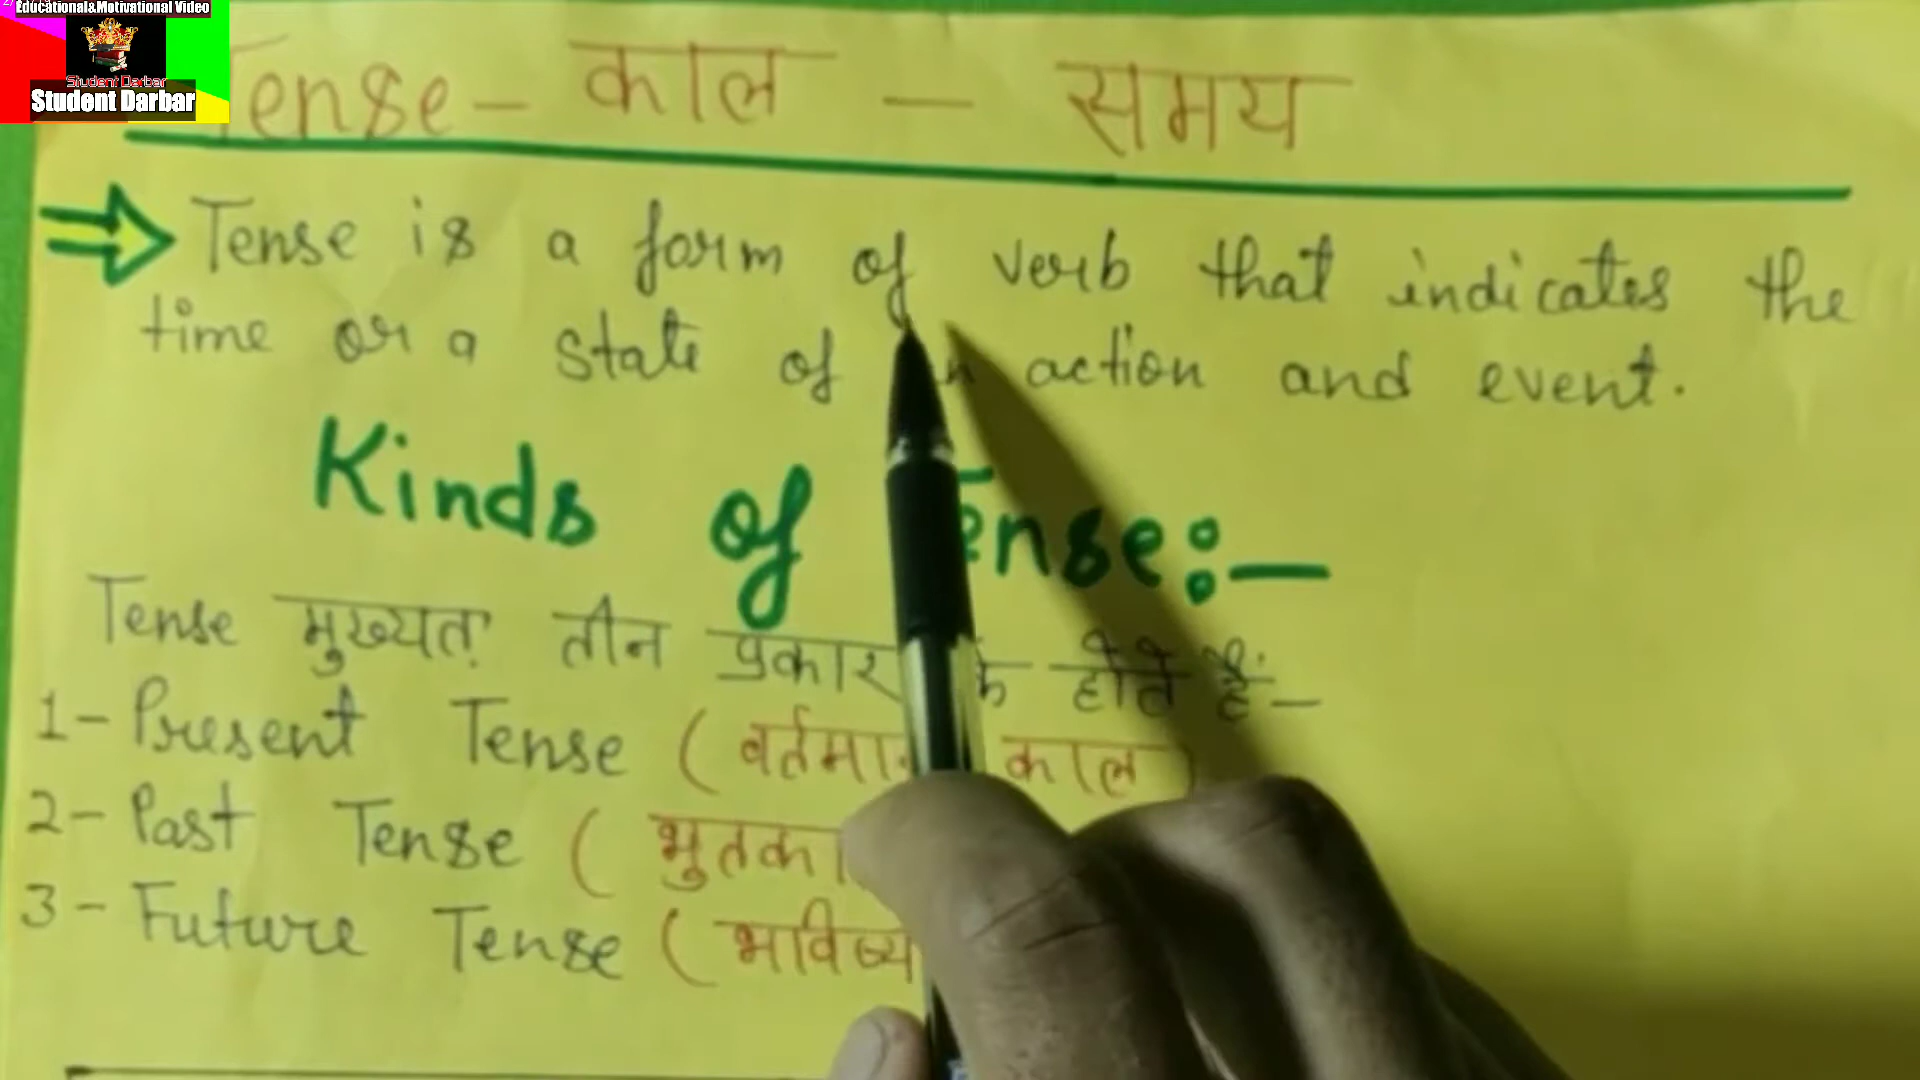 Educational&Motivational Video
Student Darbar
Student Darbar
Tense - काल - समय
Tense is a form of verb that indicates the
time or a state of action and event.
Kinds of Tense:-
Tense मुख्यत: तीन प्रकार के होते हैं-
1- Present Tense (वर्तमान काल)
2- Past Tense (भुतका
3- Future Tense (भविष्य